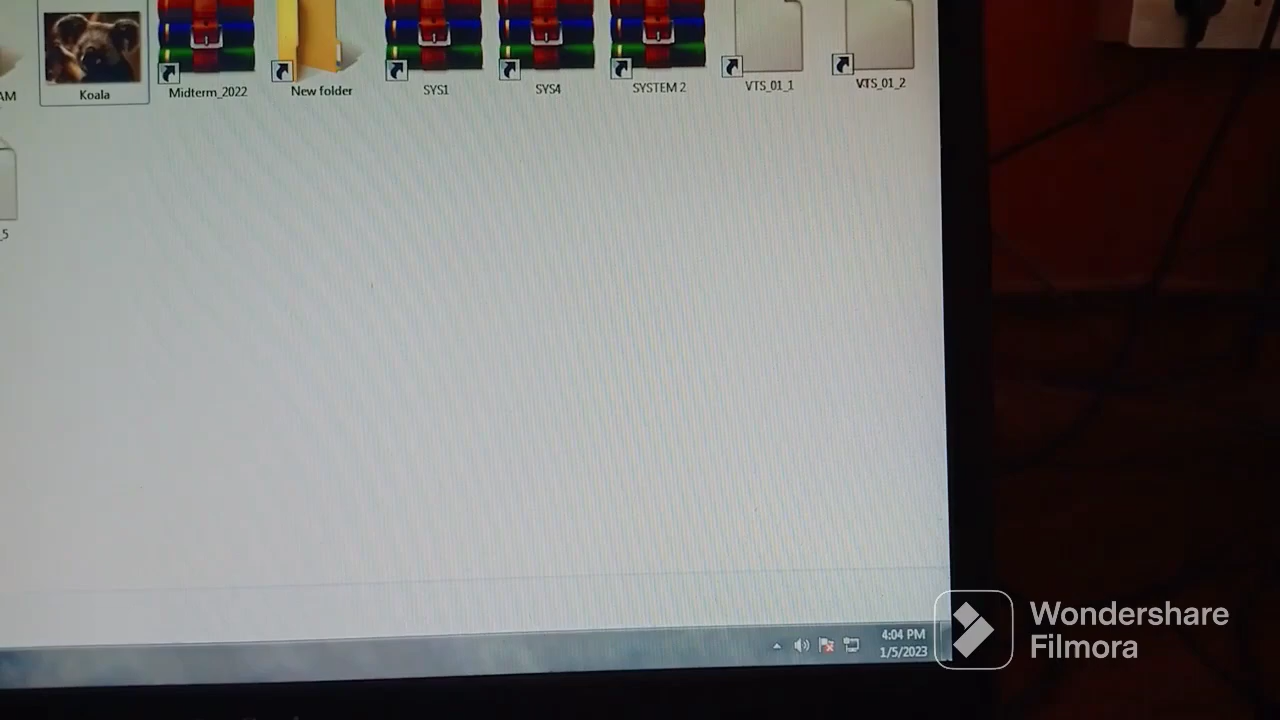 AM
Koala
Midterm_2022
New folder
SYS1
SYS4
SYSTEM 2
VTS_01_1
VTS_01_2
_5
4:04 PM
1/5/2023
Wondershare
Filmora